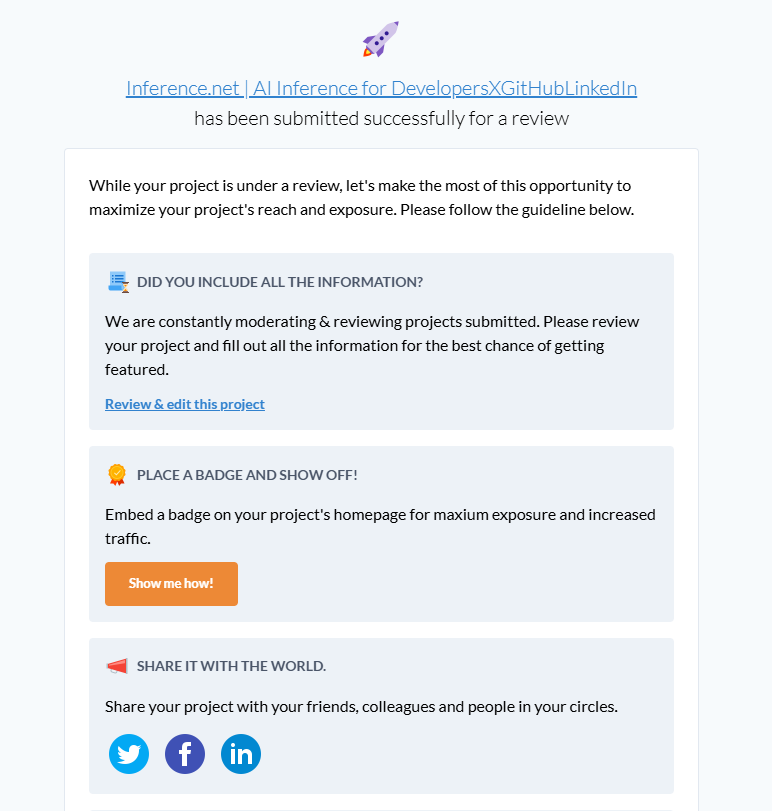 Inference.net | AI Inference for DevelopersXGitHubLinkedIn
has been submitted successfully for a review
While your project is under a review, let's make the most of this opportunity to
maximize your project's reach and exposure. Please follow the guideline below.
DID YOU INCLUDE ALL THE INFORMATION?
We are constantly moderating & reviewing projects submitted. Please review
your project and fill out all the information for the best chance of getting
featured.
Review & edit this project
PLACE A BADGE AND SHOW OFF!
Embed a badge on your project's homepage for maxium exposure and increased
traffic.
Show me how!
SHARE IT WITH THE WORLD.
Share your project with your friends, colleagues and people in your circles.